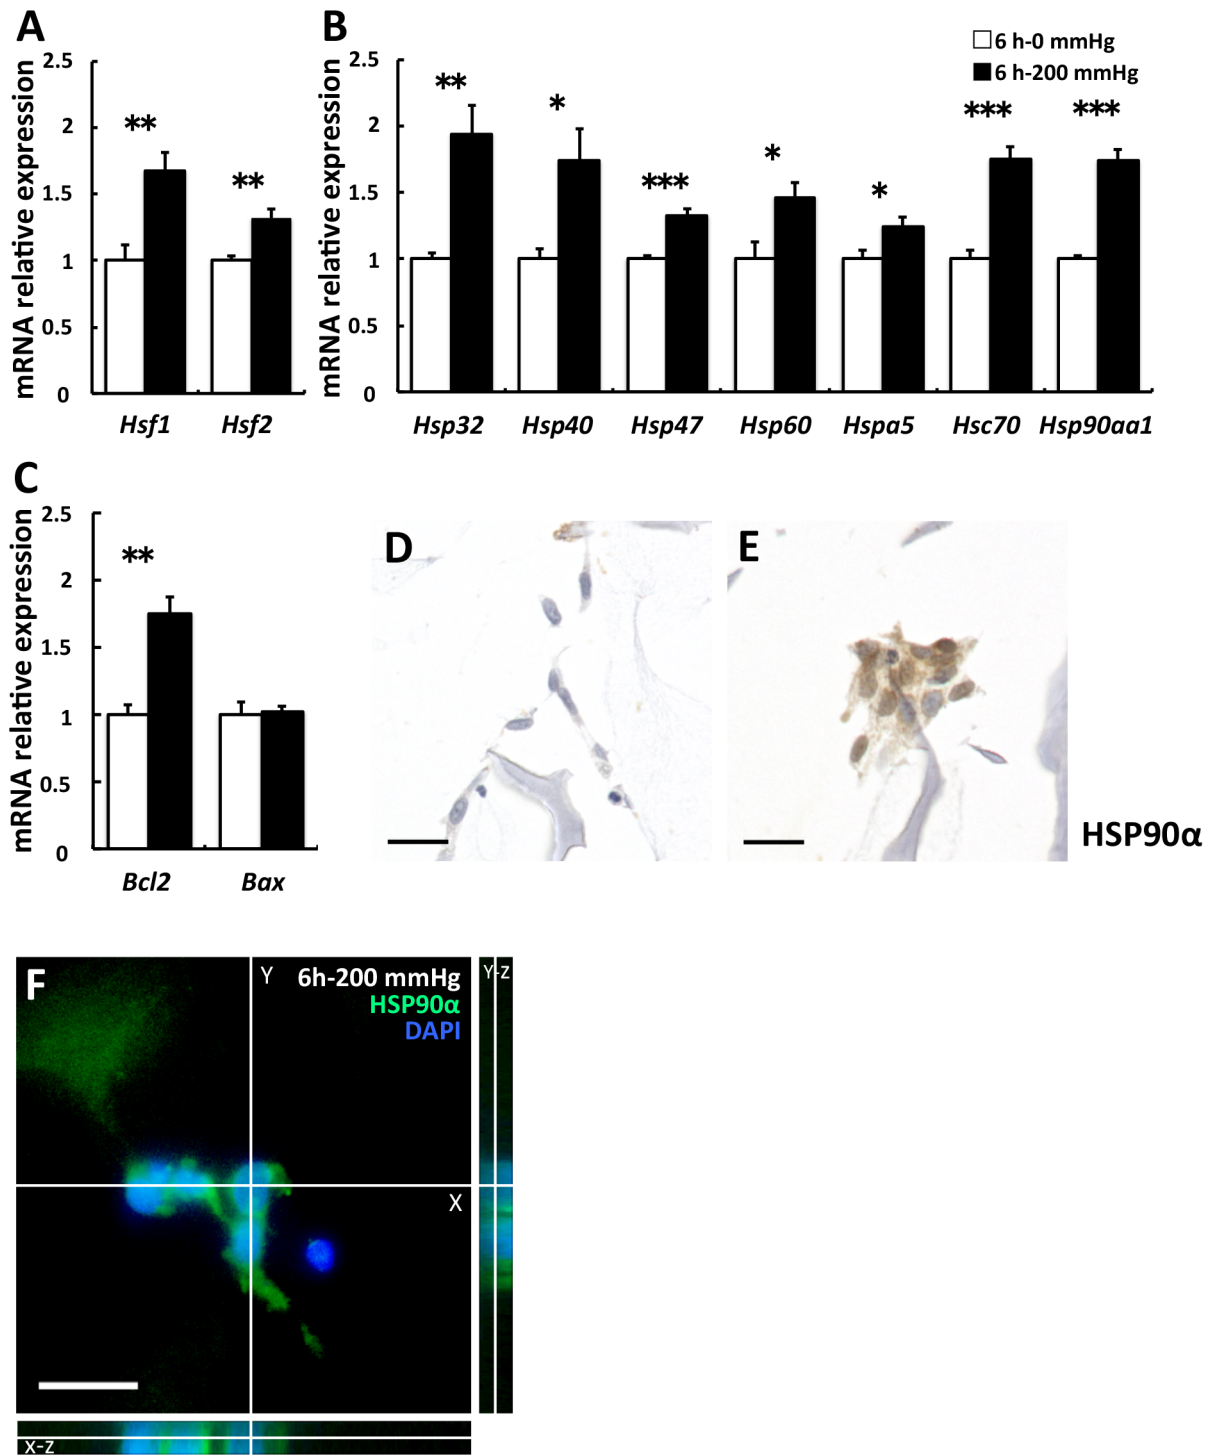 A
mRNA relative expression
2.5
2
1.5
1
0.5
0
**
**
Hsf1 Hsf2
B
6 h-0 mmHg
6 h-200 mmHg
mRNA relative expression
2.5
2
1.5
1
0.5
0
**
*
***
*
*
***
***
Hsp32 Hsp40 Hsp47 Hsp60 Hspa5 Hsc70 Hsp90aa1
C
mRNA relative expression
2.5
2
1.5
1
0.5
0
**
Bcl2 Bax
D
E
HSP90α
F
Y
6h-200 mmHg
HSP90α
DAPI
X
Y-Z
x-z